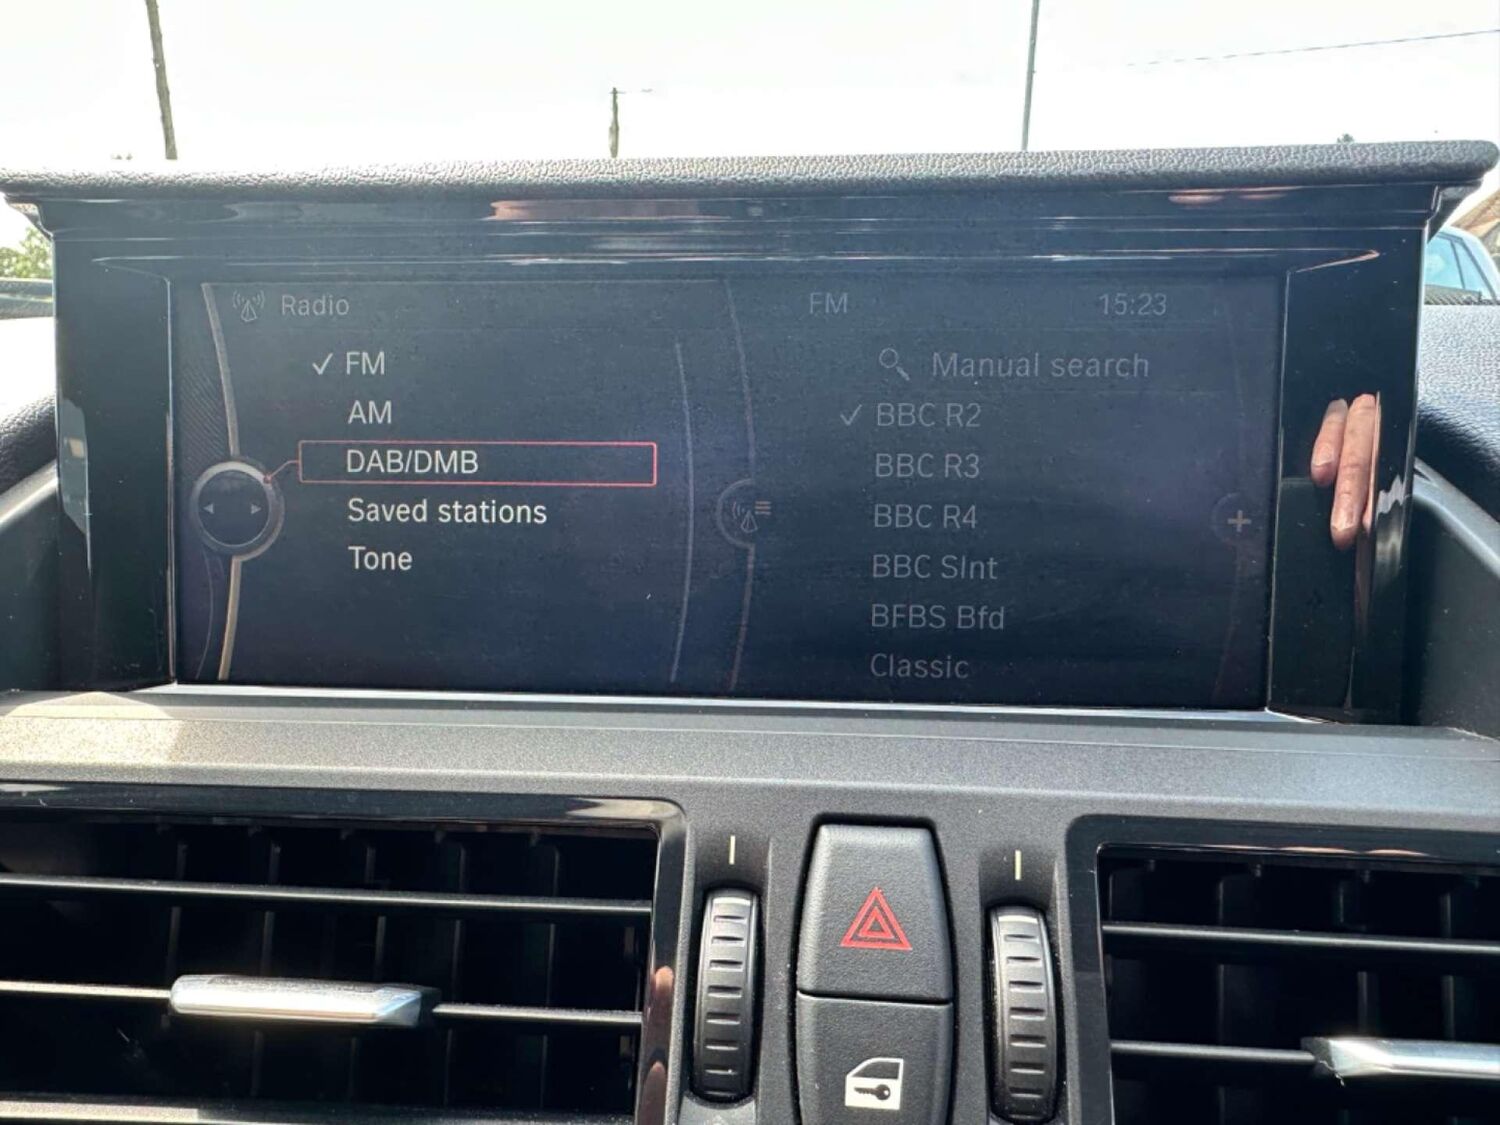 Radio
FM
15:23
✓ FM
AM
DAB/DMB
Saved stations
Tone
Manual search
✓ BBC R2
BBC R3
BBC R4
BBC Slnt
BFBS Bfd
Classic